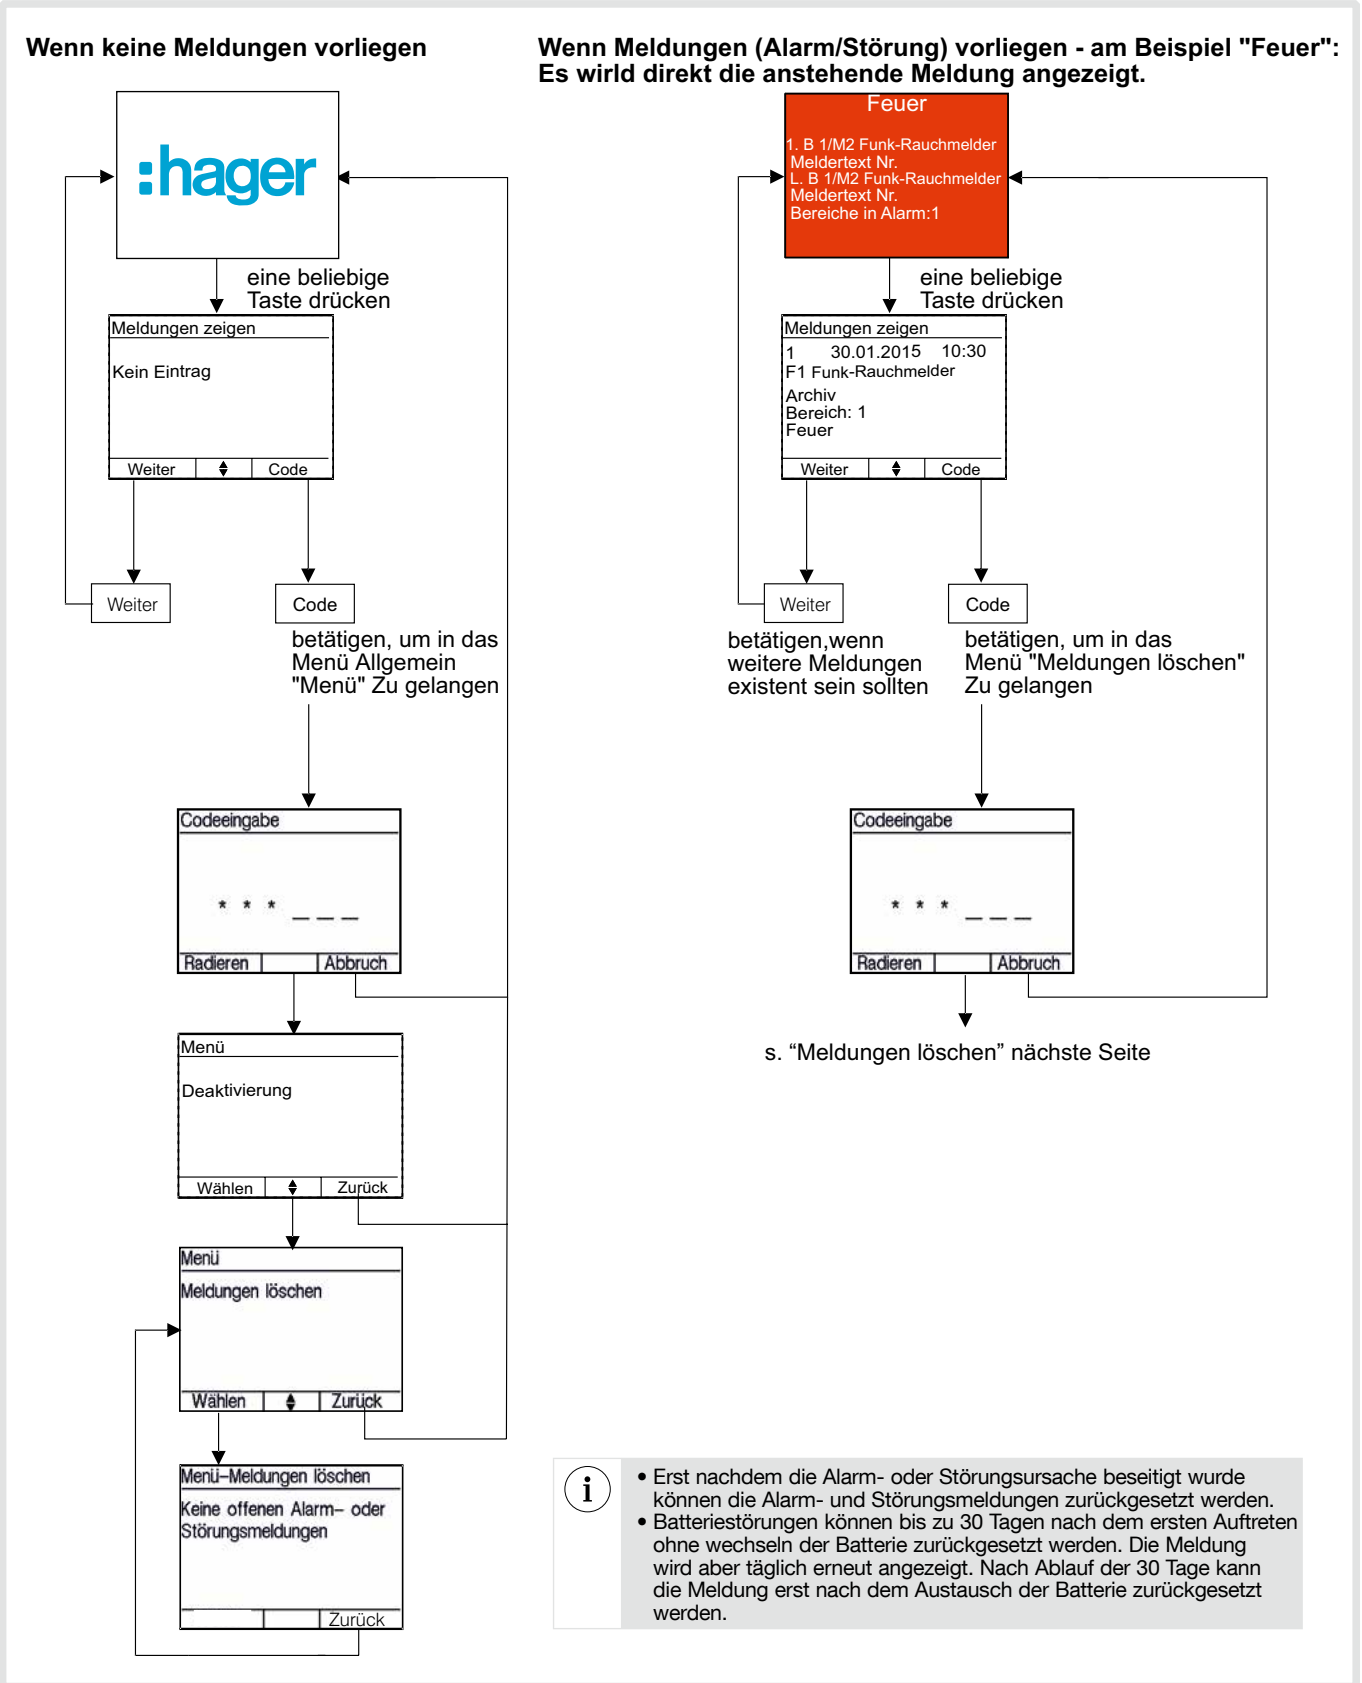 Wenn keine Meldungen vorliegen
:hager
eine beliebige
Taste drücken
Meldungen zeigen
Kein Eintrag
Weiter Code
Weiter
Code
betätigen, um in das
Menü Allgemein
"Menü" Zu gelangen
Codeeingabe
* * * _ _ _
Radieren Abbruch
Menü
Deaktivierung
Wählen Zurück
Menü
Meldungen löschen
Wählen Zurück
Menü–Meldungen löschen
Keine offenen Alarm– oder
Störungsmeldungen
Zurück
Wenn Meldungen (Alarm/Störung) vorliegen - am Beispiel "Feuer":
Es wirld direkt die anstehende Meldung angezeigt.
Feuer
1. B 1/M2 Funk-Rauchmelder
Meldertext Nr.
L. B 1/M2 Funk-Rauchmelder
Meldertext Nr.
Bereiche in Alarm:1
eine beliebige
Taste drücken
Meldungen zeigen
1 30.01.2015 10:30
F1 Funk-Rauchmelder
Archiv
Bereich: 1
Feuer
Weiter Code
Weiter
betätigen,wenn
weitere Meldungen
existent sein sollten
Code
betätigen, um in das
Menü "Meldungen löschen"
Zu gelangen
Codeeingabe
* * * _ _ _
Radieren Abbruch
s. “Meldungen löschen” nächste Seite
i
• Erst nachdem die Alarm- oder Störungsursache beseitigt wurde
können die Alarm- und Störungsmeldungen zurückgesetzt werden.
• Batteriestörungen können bis zu 30 Tagen nach dem ersten Auftreten
ohne wechseln der Batterie zurückgesetzt werden. Die Meldung
wird aber täglich erneut angezeigt. Nach Ablauf der 30 Tage kann
die Meldung erst nach dem Austausch der Batterie zurückgesetzt
werden.